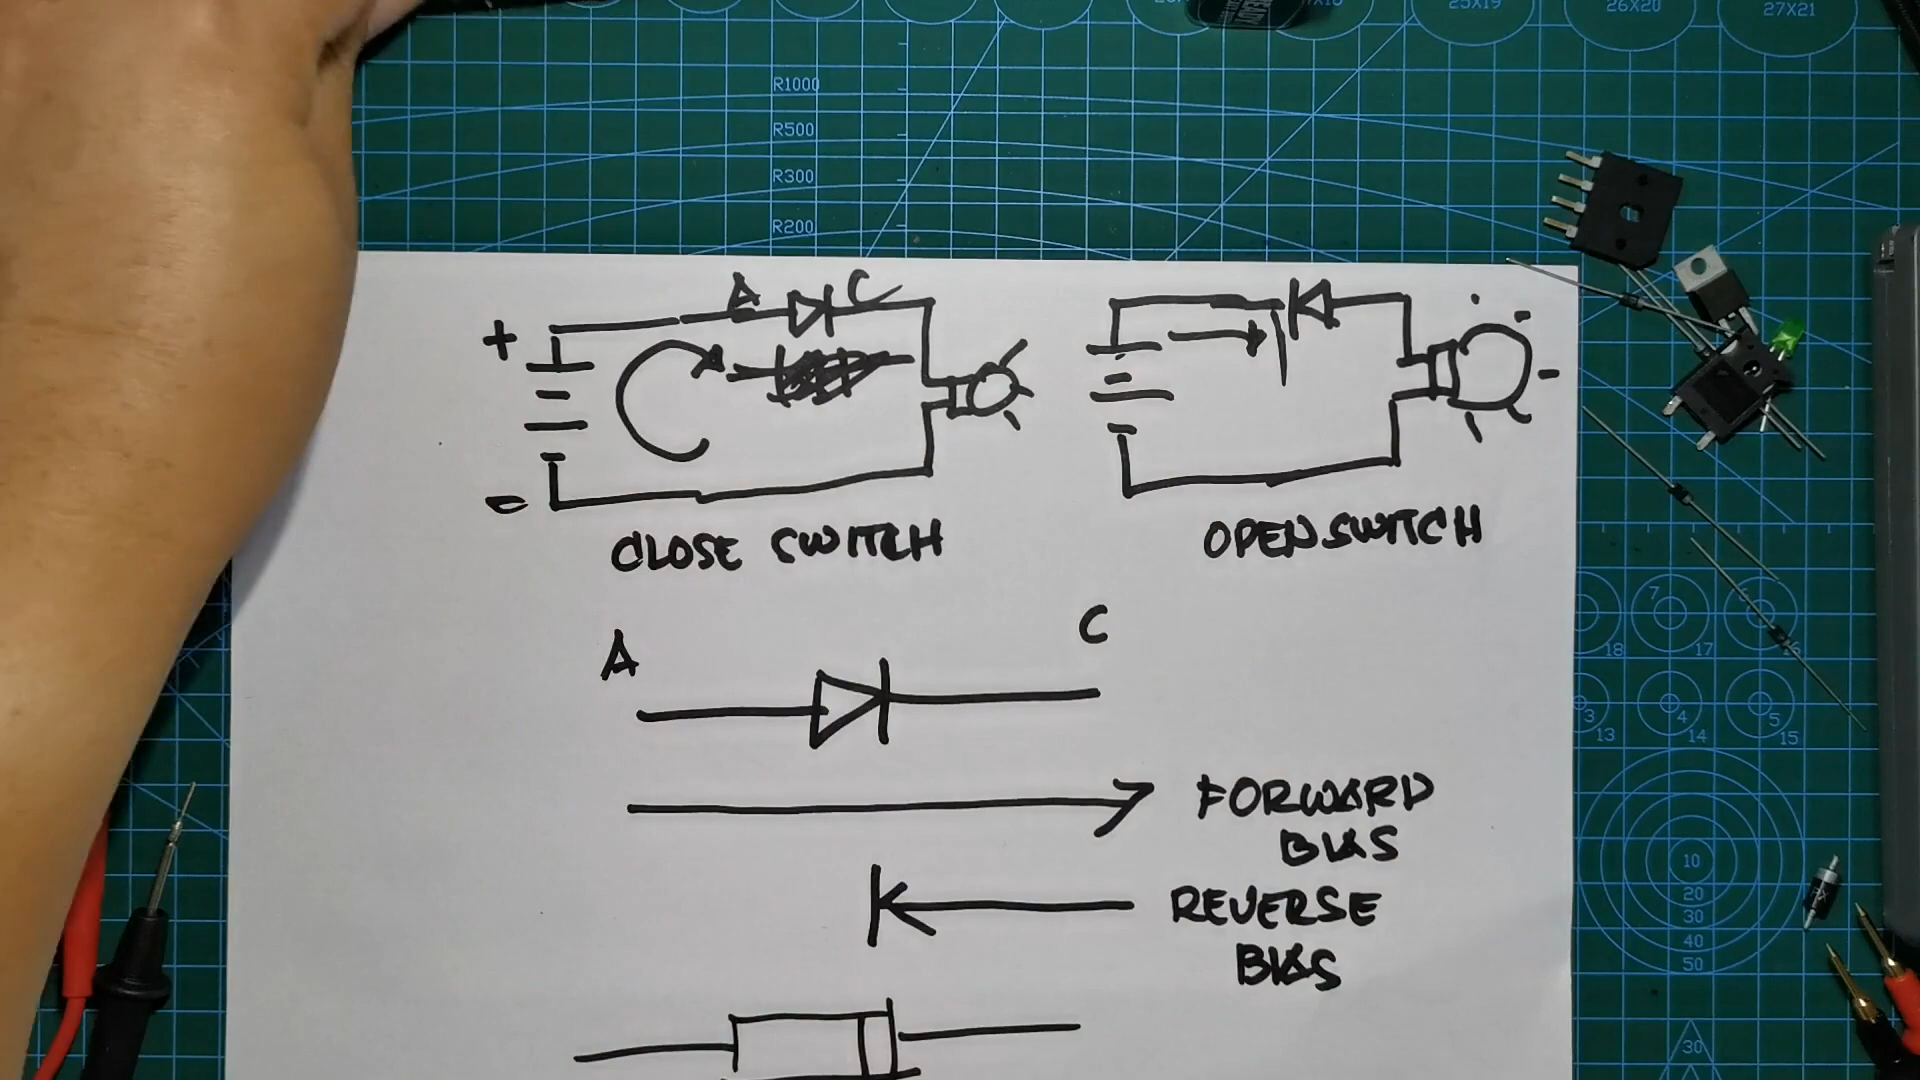 25X19
26X20
27X21
R1000
R500
R300
R200
A
C
+
A
-
CLOSE SWITCH
OPEN SWITCH
A
C
FORWARD
BIAS
REVERSE
BIAS
7
18
17
16
3
4
5
13
14
15
10
20
30
40
50
30